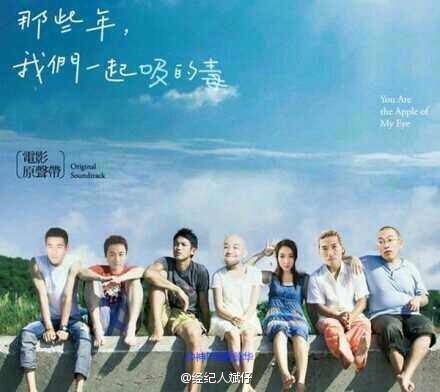 那些年，
我們一起吸的毒
You Are
the Apple of
My Eye
電影
原聲帶
Original
Soundtrack
@经纪人斌仔